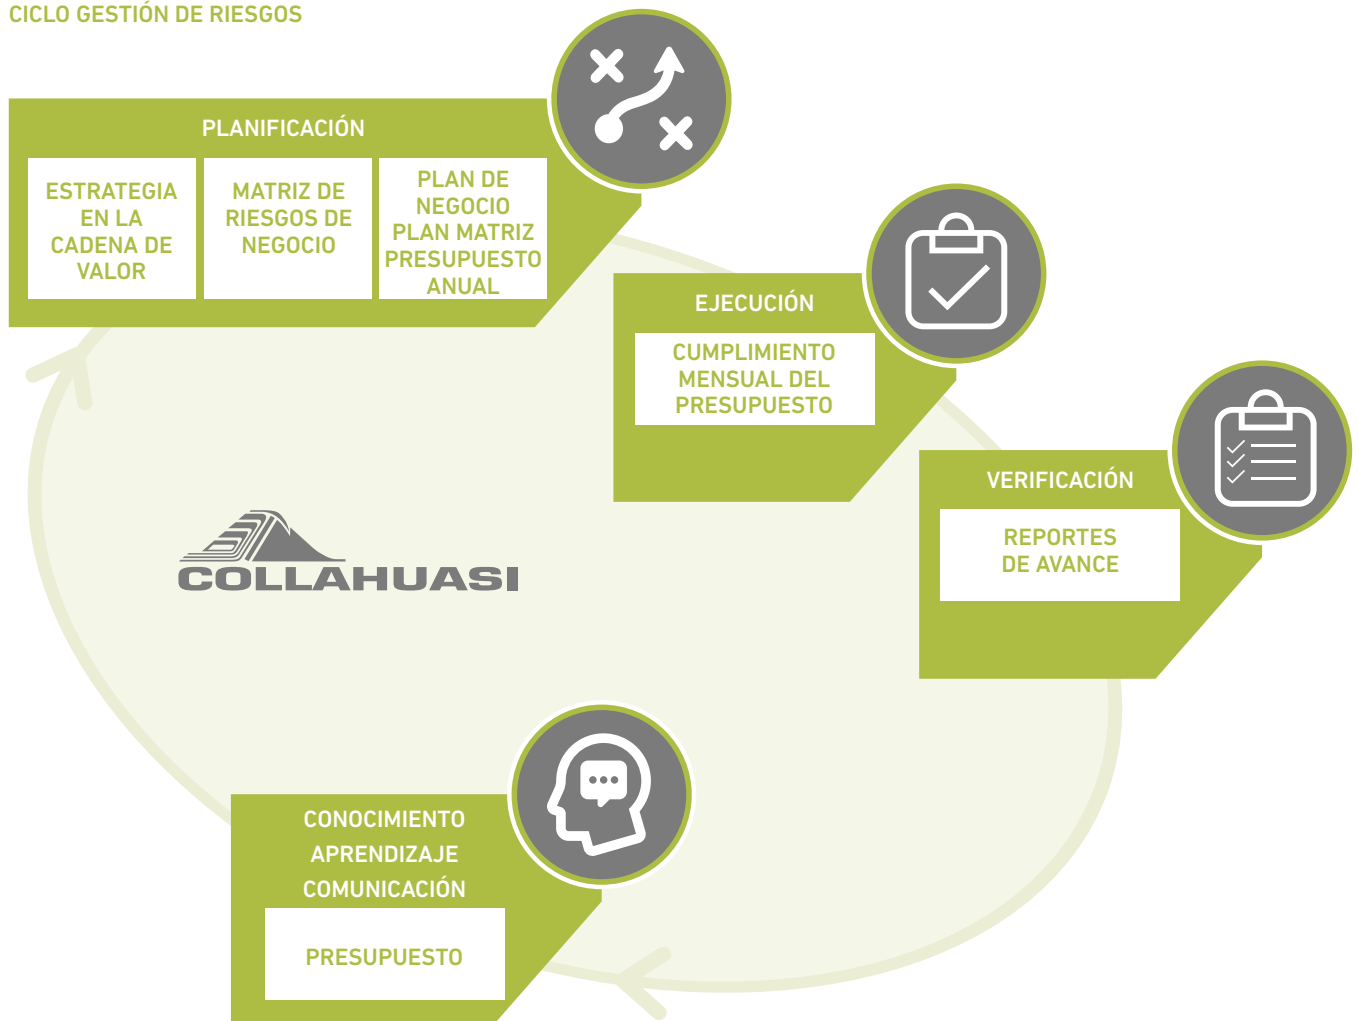 CICLO GESTIÓN DE RIESGOS
PLANIFICACIÓN
ESTRATEGIA
EN LA
CADENA DE
VALOR
MATRIZ DE
RIESGOS DE
NEGOCIO
PLAN DE
NEGOCIO
PLAN MATRIZ
PRESUPUESTO
ANUAL
EJECUCIÓN
CUMPLIMIENTO
MENSUAL DEL
PRESUPUESTO
VERIFICACIÓN
REPORTES
DE AVANCE
COLLAHUASI
CONOCIMIENTO
APRENDIZAJE
COMUNICACIÓN
PRESUPUESTO